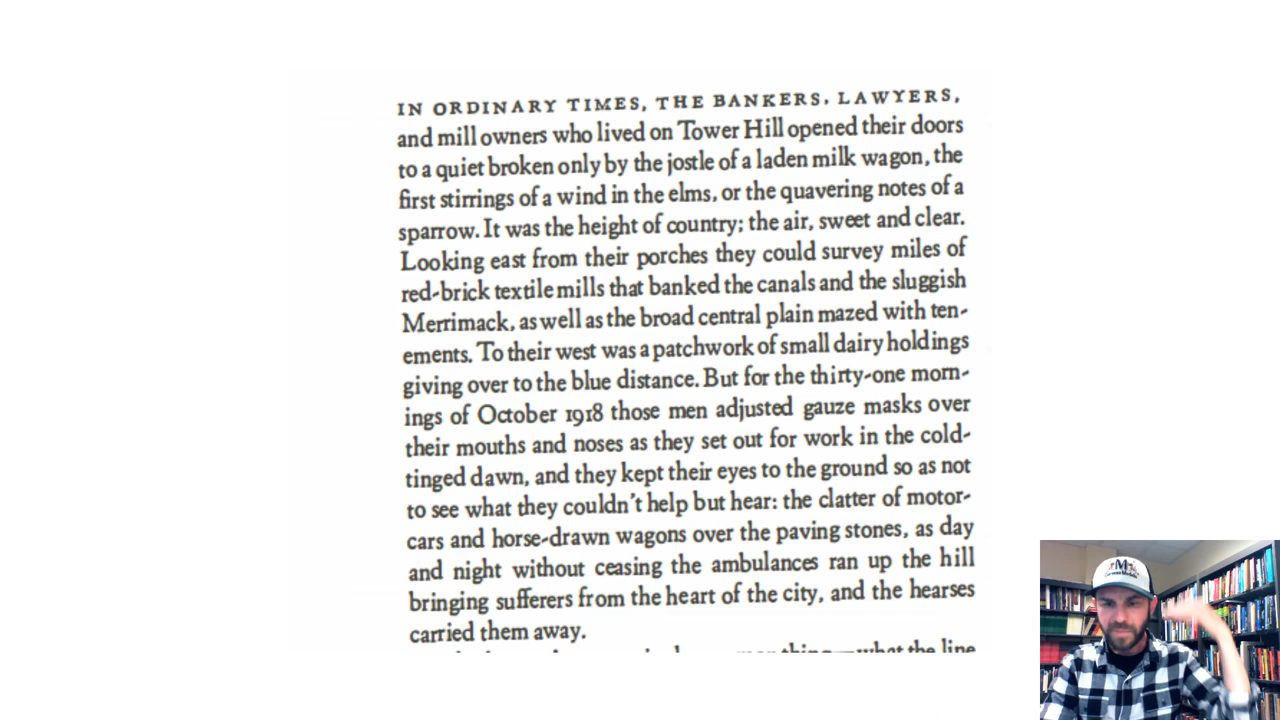 IN ORDINARY TIMES, THE BANKERS, LAWYERS,
and mill owners who lived on Tower Hill opened their doors
to a quiet broken only by the jostle of a laden milk wagon, the
first stirrings of a wind in the elms, or the quavering notes of a
sparrow. It was the height of country; the air, sweet and clear.
Looking east from their porches they could survey miles of
red-brick textile mills that banked the canals and the sluggish
Merrimack, as well as the broad central plain mazed with ten-
ements. To their west was a patchwork of small dairy holdings
giving over to the blue distance. But for the thirty-one morn-
ings of October 1918 those men adjusted gauze masks over
their mouths and noses as they set out for work in the cold-
tinged dawn, and they kept their eyes to the ground so as not
to see what they couldn't help but hear: the clatter of motor-
cars and horse-drawn wagons over the paving stones, as day
and night without ceasing the ambulances ran up the hill
bringing sufferers from the heart of the city, and the hearses
carried them away.
thing—what the line
M